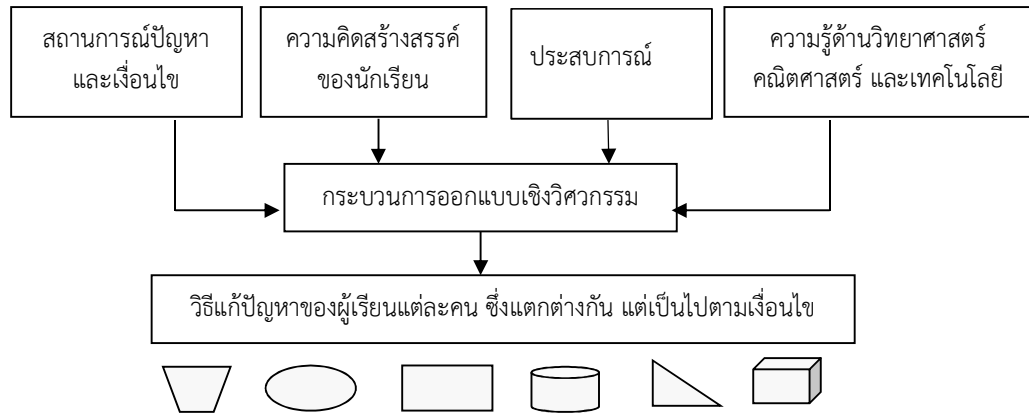 สถานการณ์ปัญหา
และเงื่อนไข
ความคิดสร้างสรรค์
ของนักเรียน
ประสบการณ์
ความรู้ด้านวิทยาศาสตร์
คณิตศาสตร์ และเทคโนโลยี
กระบวนการออกแบบเชิงวิศวกรรม
วิธีแก้ปัญหาของผู้เรียนแต่ละคน ซึ่งแตกต่างกัน แต่เป็นไปตามเงื่อนไข